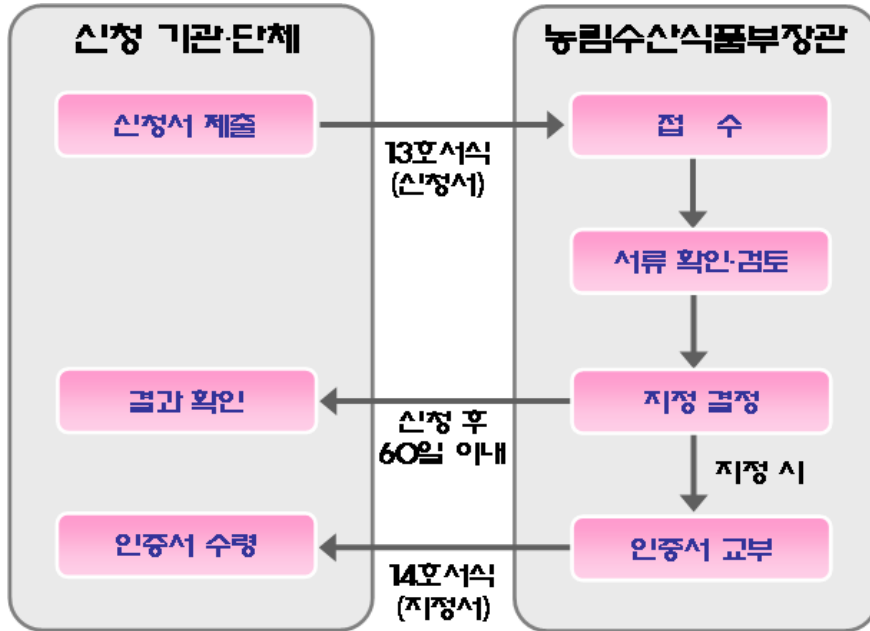 신청 기관·단체
농림수산식품부장관
신청서 제출
접 수
13호서식
(신청서)
서류 확인·검토
결과 확인
지정 결정
신청 후
60일 이내
지정 시
인증서 수령
인증서 교부
14호서식
(지정서)